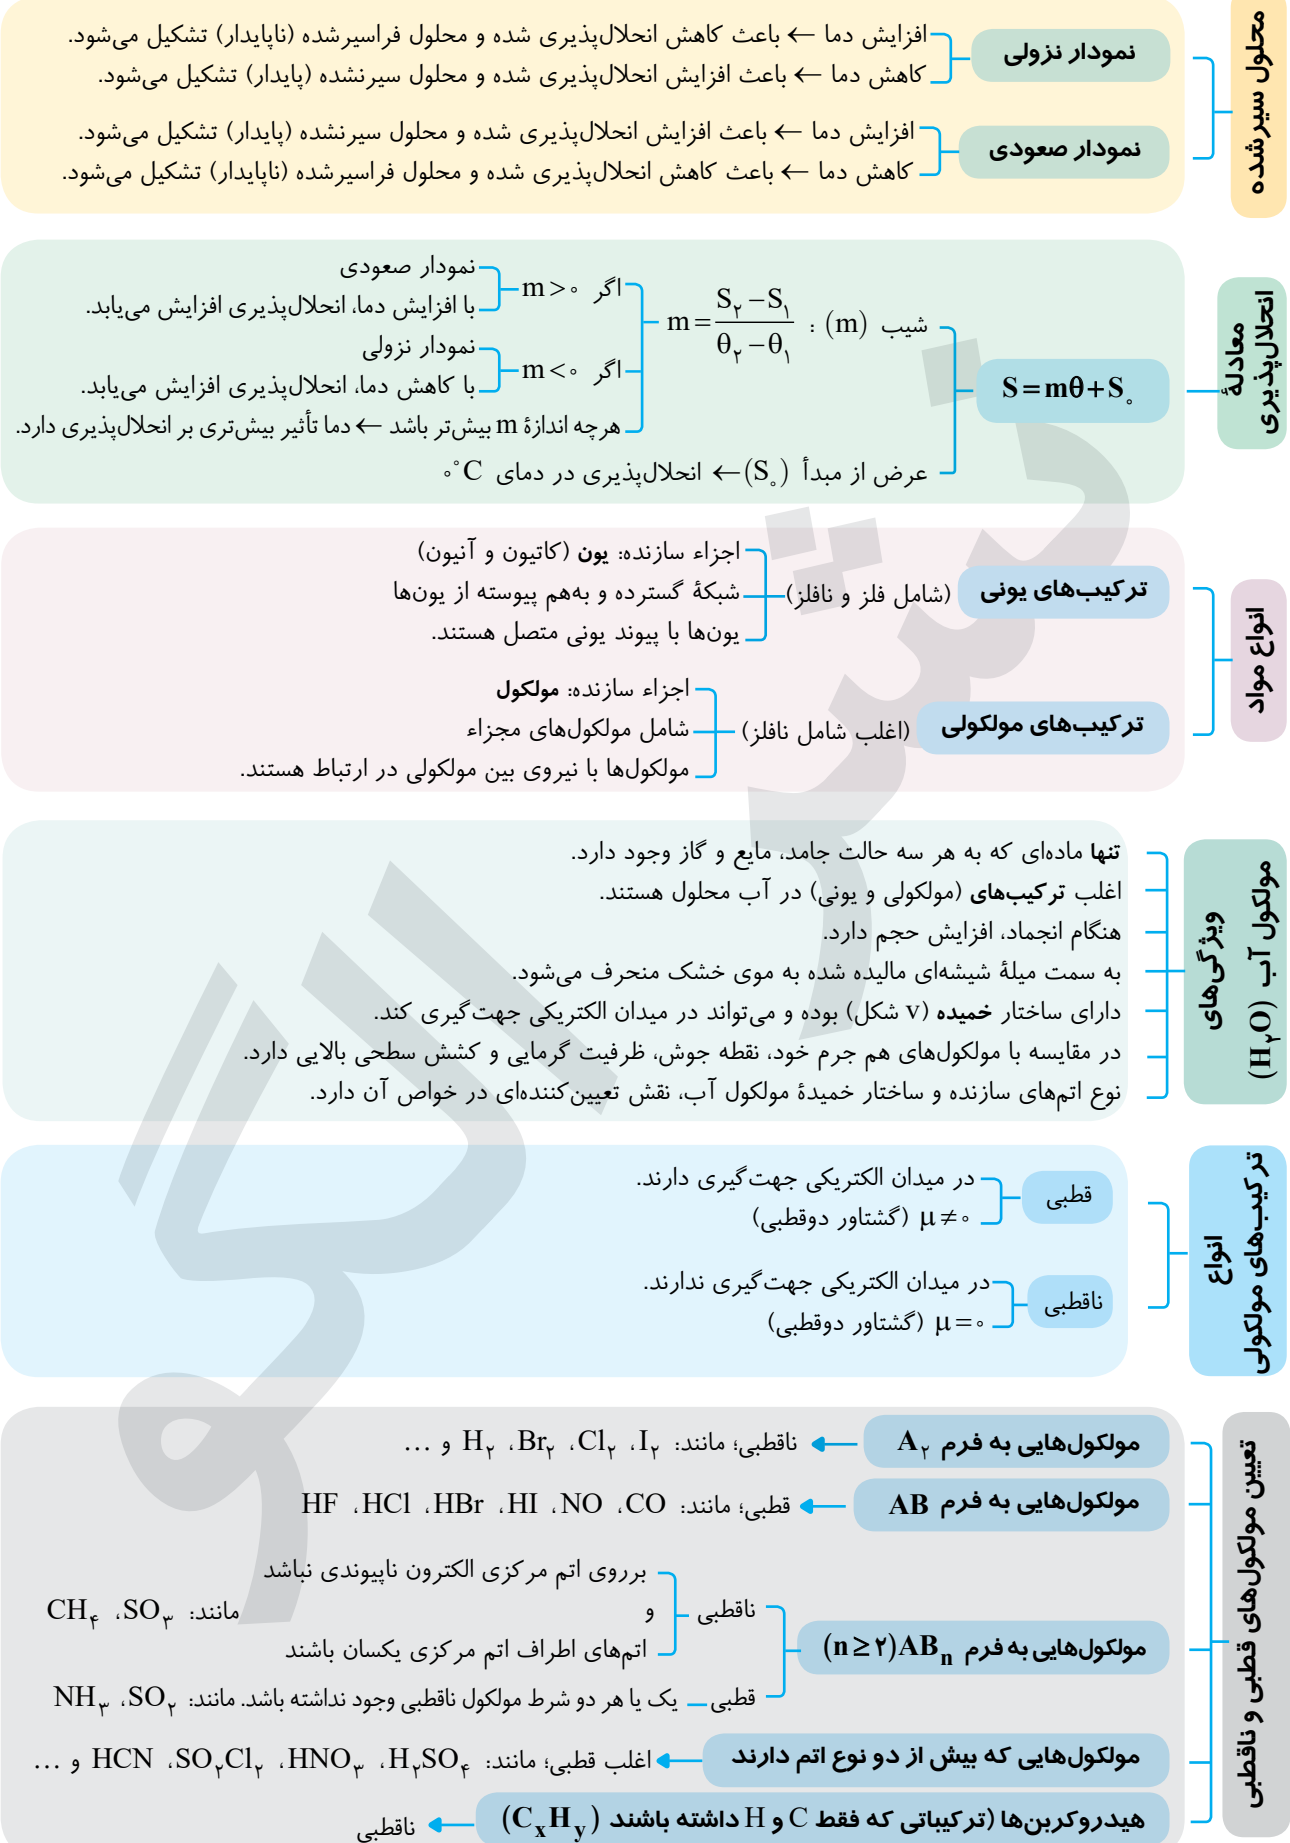 محلول سیرشده
نمودار نزولی
افزایش دما ← باعث کاهش انحلال‌پذیری شده و محلول فراسیرشده (ناپایدار) تشکیل می‌شود.
کاهش دما ← باعث افزایش انحلال‌پذیری شده و محلول سیرنشده (پایدار) تشکیل می‌شود.
نمودار صعودی
افزایش دما ← باعث افزایش انحلال‌پذیری شده و محلول سیرنشده (پایدار) تشکیل می‌شود.
کاهش دما ← باعث کاهش انحلال‌پذیری شده و محلول فراسیرشده (ناپایدار) تشکیل می‌شود.
معادلهٔ
انحلال‌پذیری
S=mθ+S°
شیب (m) : m=(S۲−S۱)/(θ۲−θ۱)
اگر m>۰
نمودار صعودی
با افزایش دما، انحلال‌پذیری افزایش می‌یابد.
اگر m<۰
نمودار نزولی
با کاهش دما، انحلال‌پذیری افزایش می‌یابد.
هرچه اندازهٔ m بیش‌تر باشد ← دما تأثیر بیش‌تری بر انحلال‌پذیری دارد.
عرض از مبدأ (S°) ← انحلال‌پذیری در دمای ۰°C
انواع مواد
ترکیب‌های یونی (شامل فلز و نافلز)
اجزاء سازنده: یون (کاتیون و آنیون)
شبکهٔ گسترده و به‌هم پیوسته از یون‌ها
یون‌ها با پیوند یونی متصل هستند.
ترکیب‌های مولکولی (اغلب شامل نافلز)
اجزاء سازنده: مولکول
شامل مولکول‌های مجزاء
مولکول‌ها با نیروی بین مولکولی در ارتباط هستند.
ویژگی‌های
مولکول آب (H۲O)
تنها ماده‌ای که به هر سه حالت جامد، مایع و گاز وجود دارد.
اغلب ترکیب‌های (مولکولی و یونی) در آب محلول هستند.
هنگام انجماد، افزایش حجم دارد.
به سمت میلهٔ شیشه‌ای مالیده شده به موی خشک منحرف می‌شود.
دارای ساختار خمیده (V شکل) بوده و می‌تواند در میدان الکتریکی جهت‌گیری کند.
در مقایسه با مولکول‌های هم جرم خود، نقطه جوش، ظرفیت گرمایی و کشش سطحی بالایی دارد.
نوع اتم‌های سازنده و ساختار خمیدهٔ مولکول آب، نقش تعیین‌کننده‌ای در خواص آن دارد.
انواع
ترکیب‌های مولکولی
قطبی
در میدان الکتریکی جهت‌گیری دارند.
μ≠۰ (گشتاور دوقطبی)
ناقطبی
در میدان الکتریکی جهت‌گیری ندارند.
μ=۰ (گشتاور دوقطبی)
تعیین مولکول‌های قطبی و ناقطبی
مولکول‌هایی به فرم A۲ ← ناقطبی؛ مانند: I۲، Cl۲، Br۲، H۲ و ...
مولکول‌هایی به فرم AB ← قطبی؛ مانند: CO، NO، HI، HBr، HCl، HF
مولکول‌هایی به فرم ABn (n≥۲)
ناقطبی
برروی اتم مرکزی الکترون ناپیوندی نباشد
و
اتم‌های اطراف اتم مرکزی یکسان باشند
مانند: SO۳، CH۴
قطبی – یک یا هر دو شرط مولکول ناقطبی وجود نداشته باشد. مانند: SO۲، NH۳
مولکول‌هایی که بیش از دو نوع اتم دارند ← اغلب قطبی؛ مانند: H۲SO۴، HNO۳، SO۲Cl۲، HCN و ...
هیدروکربن‌ها (ترکیباتی که فقط C و H داشته باشند (CxHy) ← ناقطبی
نشر الگو